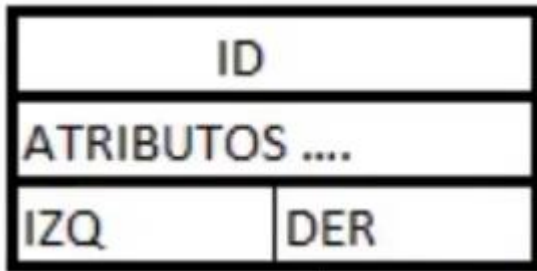 ID
ATRIBUTOS ....
IZQ DER